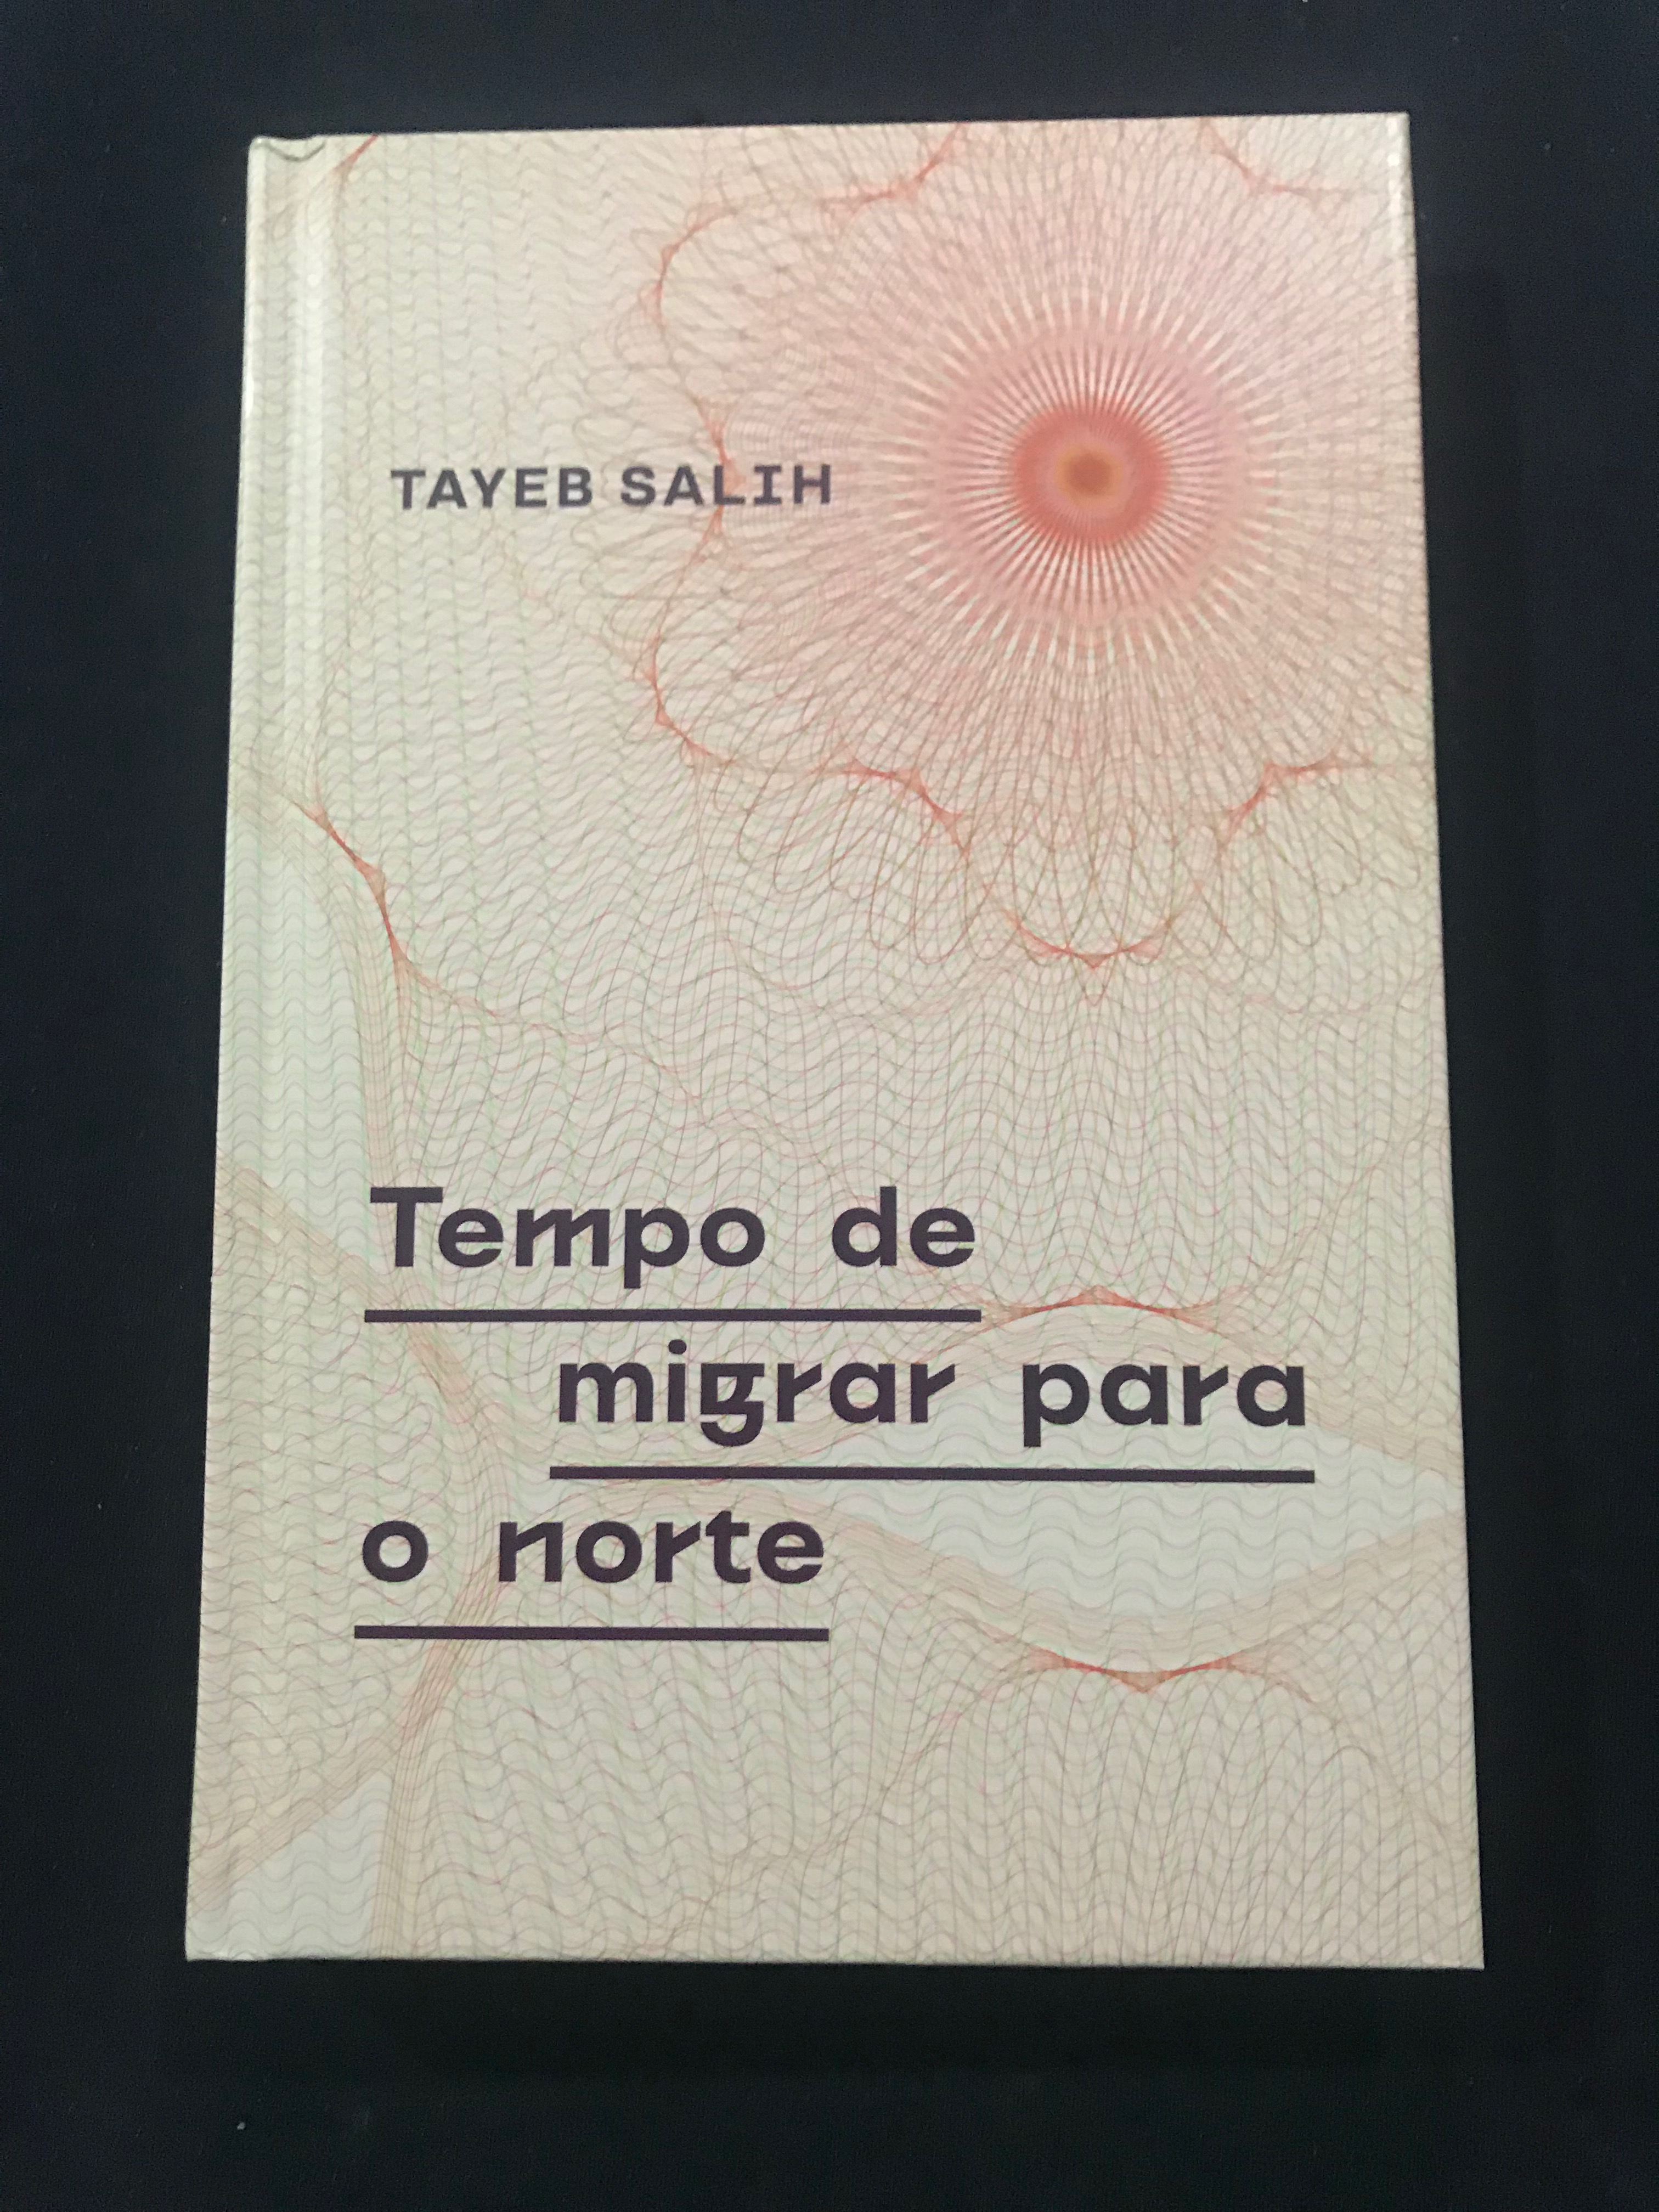 TAYEB SALIH
Tempo de
migrar para
o norte